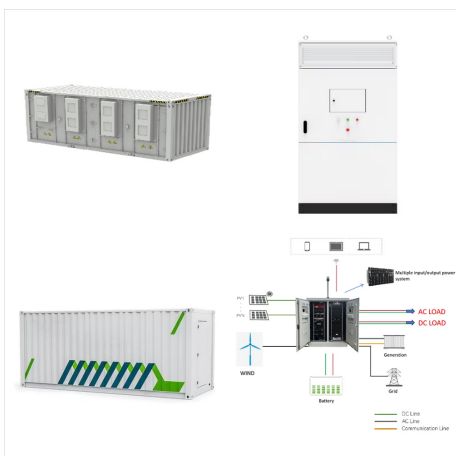 Multiple input/output power
system
PV1
AC LOAD
DC LOAD
WIND
Generation
Battery
Grid
DC Line
AC Line
Communication Line